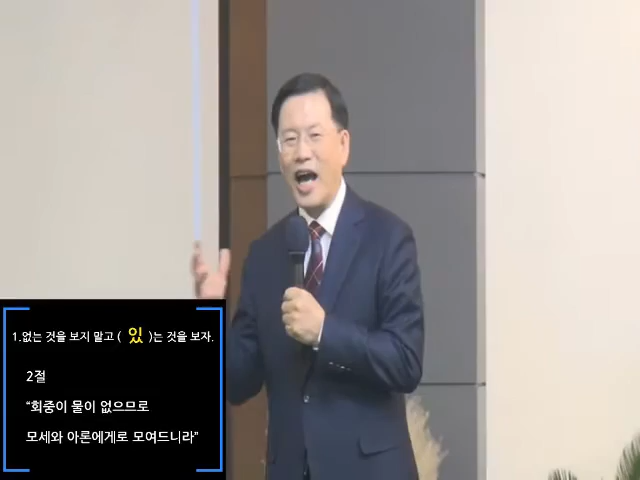 1.없는 것을 보지 말고 ( 있 )는 것을 보자.
2절
“회중이 물이 없으므로
모세와 아론에게로 모여드니라”